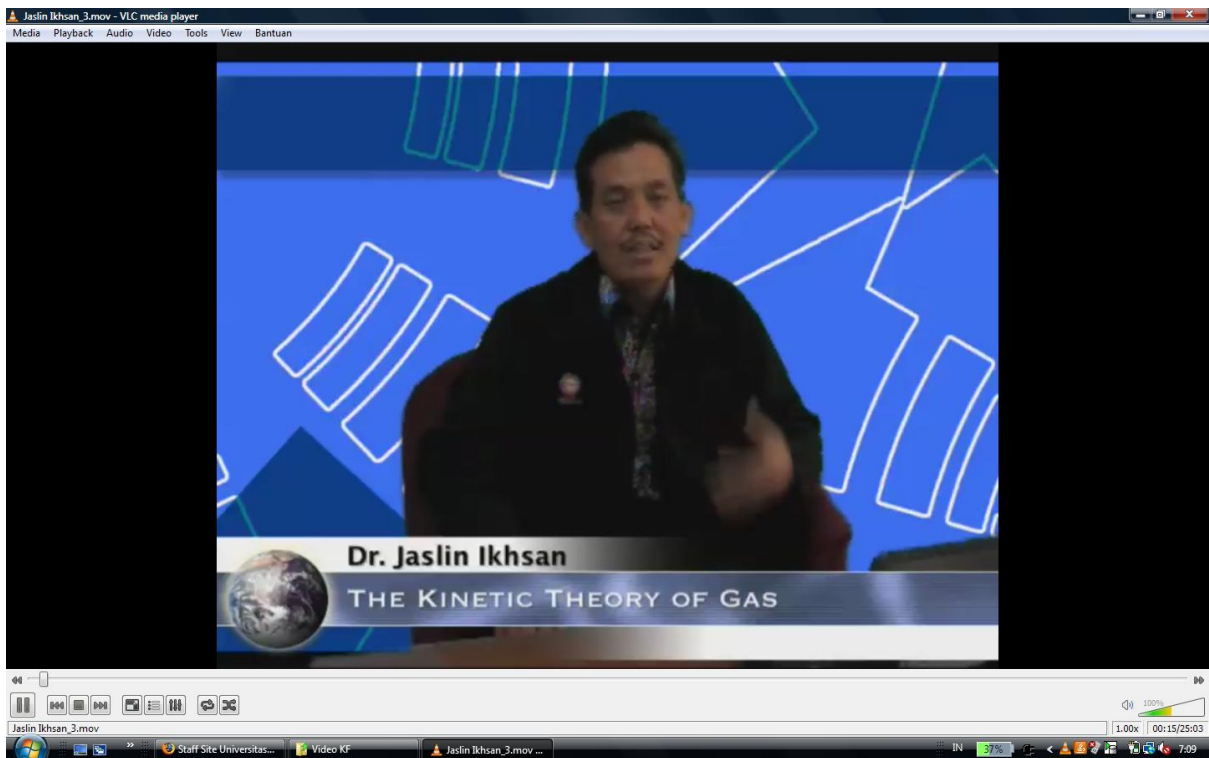 Jaslin Ikhsan_3.mov - VLC media player
Media Playback Audio Video Tools View Bantuan
Dr. Jaslin Ikhsan
THE KINETIC THEORY OF GAS
100%
Jaslin Ikhsan_3.mov
1.00x 00:15/25:03
Staff Site Universitas...
Video KF
Jaslin Ikhsan_3.mov ...
IN
37%
7:09